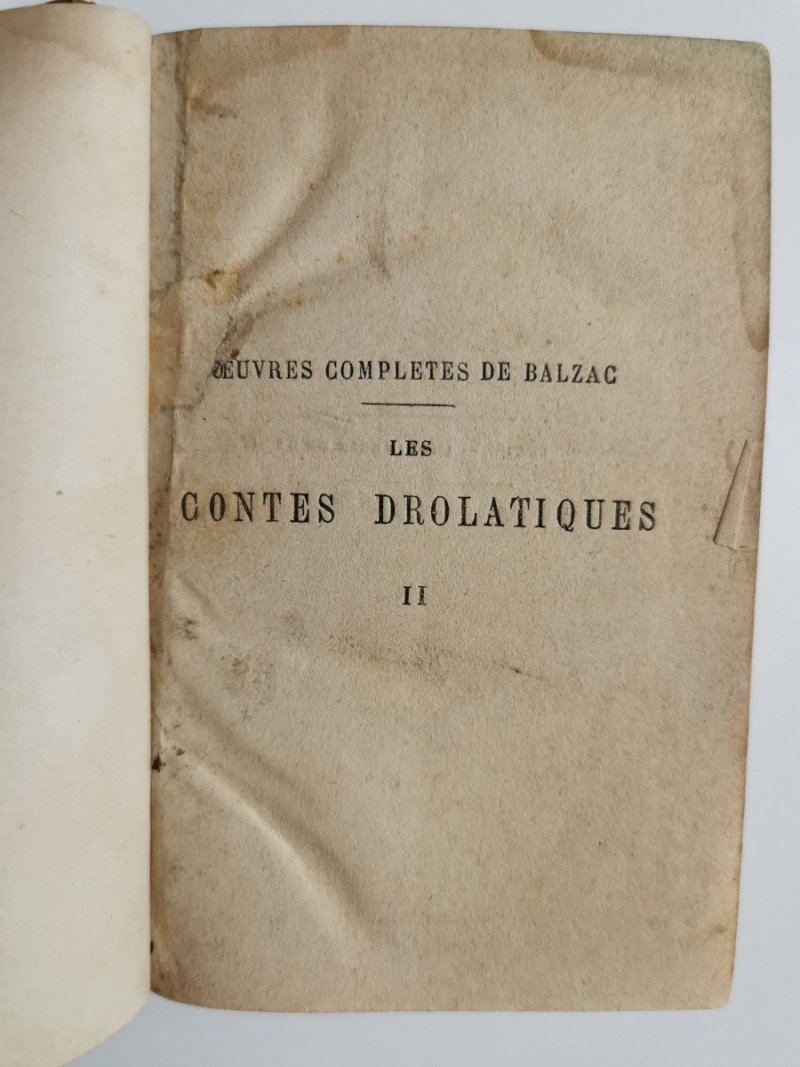 ŒUVRES COMPLETES DE BALZAC
LES
CONTES DROLATIQUES
II